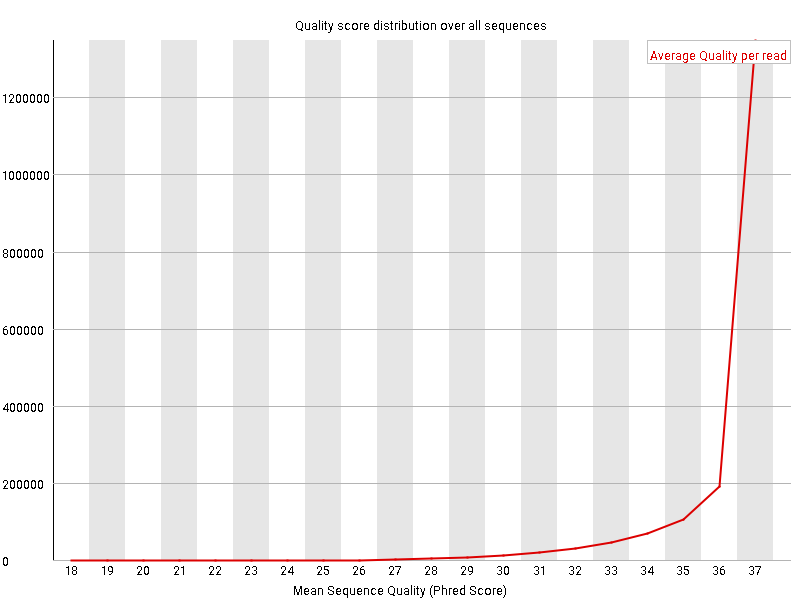 Quality score distribution over all sequences
Average Quality per read
1200000
1000000
800000
600000
400000
200000
0
18 19 20 21 22 23 24 25 26 27 28 29 30 31 32 33 34 35 36 37
Mean Sequence Quality (Phred Score)